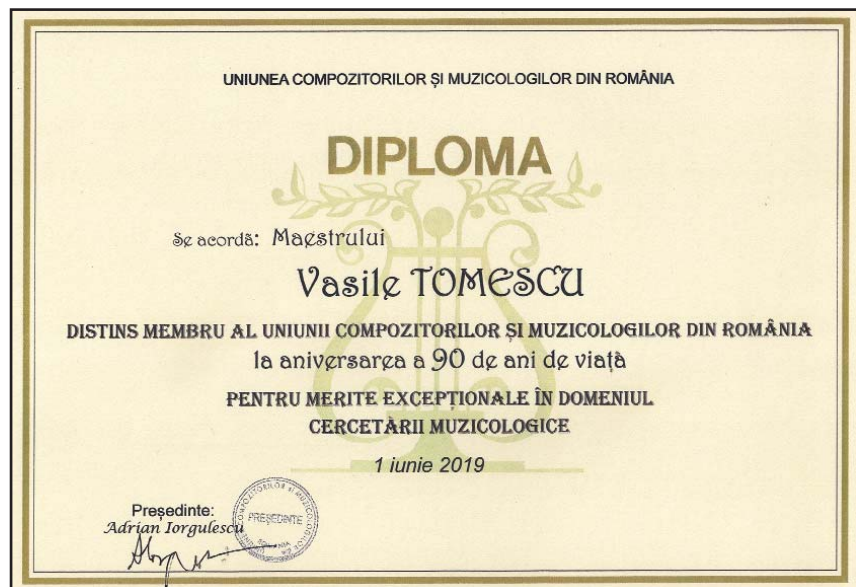 UNIUNEA COMPOZITORILOR ȘI MUZICOLOGILOR DIN ROMÂNIA
DIPLOMA
Se acordă: Maestrului
Vasile TOMESCU
DISTINS MEMBRU AL UNIUNII COMPOZITORILOR ȘI MUZICOLOGILOR DIN ROMÂNIA
la aniversarea a 90 de ani de viață
PENTRU MERITE EXCEPȚIONALE ÎN DOMENIUL
CERCETĂRII MUZICOLOGICE
1 iunie 2019
Președinte:
Adrian Iorgulescu
PREȘEDINTE